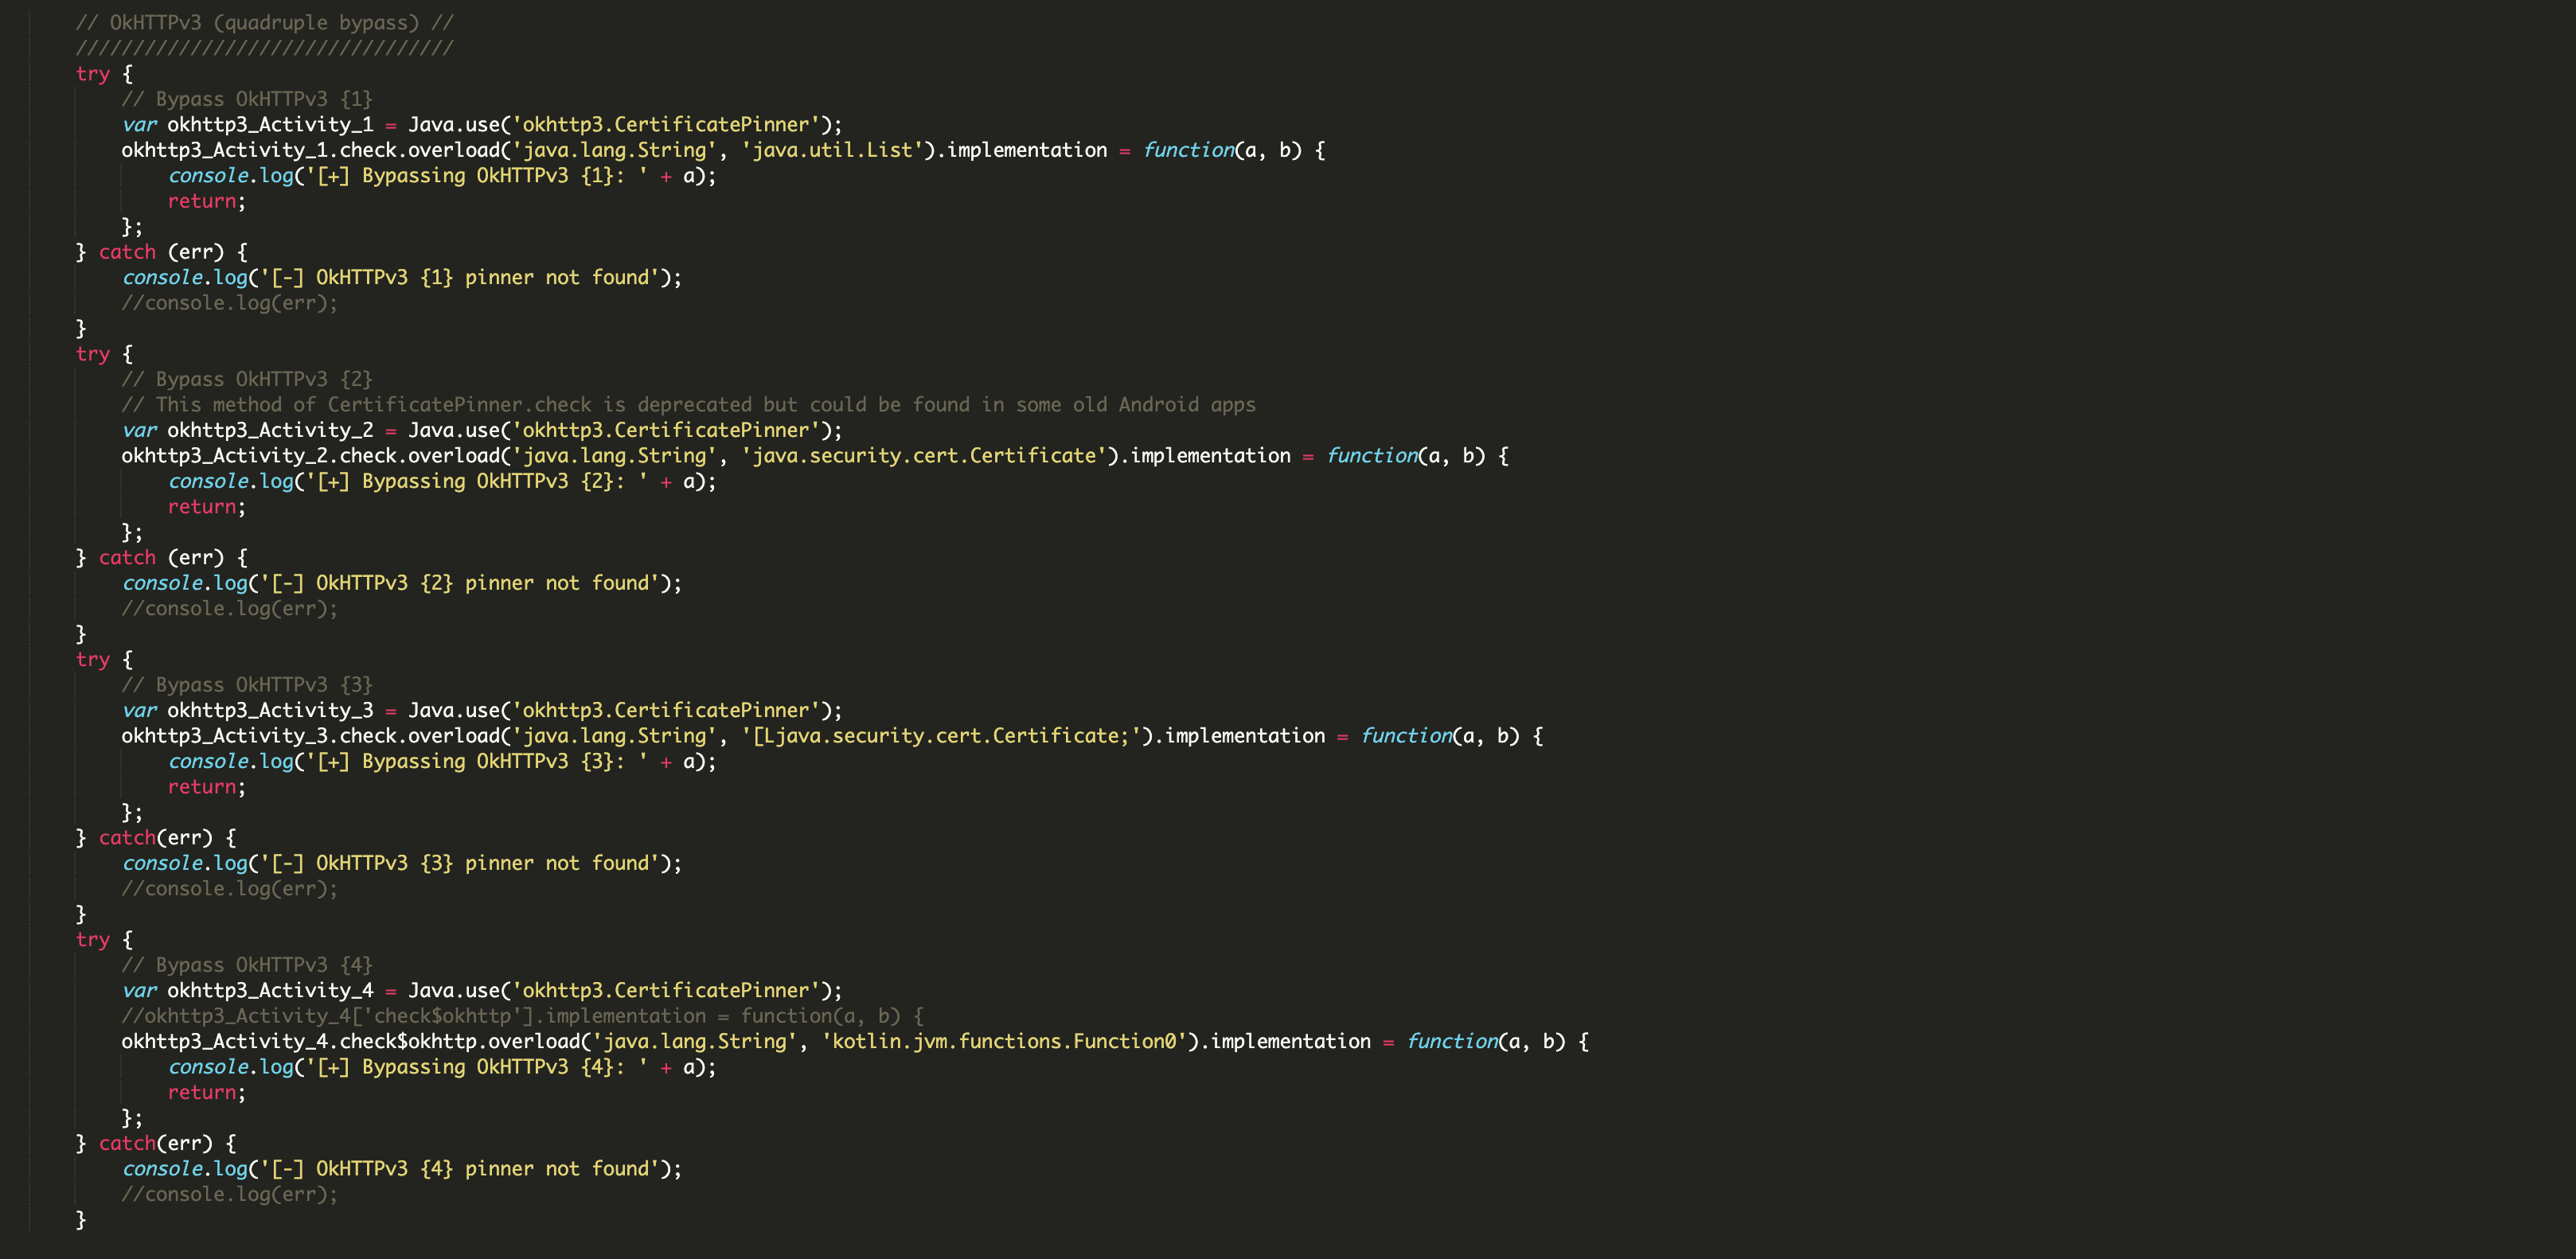 // OkHTTPv3 (quadruple bypass) //
/////////////////////////////////
try {
// Bypass OkHTTPv3 {1}
var okhttp3_Activity_1 = Java.use('okhttp3.CertificatePinner');
okhttp3_Activity_1.check.overload('java.lang.String', 'java.util.List').implementation = function(a, b) {
console.log('[+] Bypassing OkHTTPv3 {1}: ' + a);
return;
};
} catch (err) {
console.log('[-] OkHTTPv3 {1} pinner not found');
//console.log(err);
}
try {
// Bypass OkHTTPv3 {2}
// This method of CertificatePinner.check is deprecated but could be found in some old Android apps
var okhttp3_Activity_2 = Java.use('okhttp3.CertificatePinner');
okhttp3_Activity_2.check.overload('java.lang.String', 'java.security.cert.Certificate').implementation = function(a, b) {
console.log('[+] Bypassing OkHTTPv3 {2}: ' + a);
return;
};
} catch (err) {
console.log('[-] OkHTTPv3 {2} pinner not found');
//console.log(err);
}
try {
// Bypass OkHTTPv3 {3}
var okhttp3_Activity_3 = Java.use('okhttp3.CertificatePinner');
okhttp3_Activity_3.check.overload('java.lang.String', '[Ljava.security.cert.Certificate;').implementation = function(a, b) {
console.log('[+] Bypassing OkHTTPv3 {3}: ' + a);
return;
};
} catch(err) {
console.log('[-] OkHTTPv3 {3} pinner not found');
//console.log(err);
}
try {
// Bypass OkHTTPv3 {4}
var okhttp3_Activity_4 = Java.use('okhttp3.CertificatePinner');
//okhttp3_Activity_4['check$okhttp'].implementation = function(a, b) {
okhttp3_Activity_4.check$okhttp.overload('java.lang.String', 'kotlin.jvm.functions.Function0').implementation = function(a, b) {
console.log('[+] Bypassing OkHTTPv3 {4}: ' + a);
return;
};
} catch(err) {
console.log('[-] OkHTTPv3 {4} pinner not found');
//console.log(err);
}